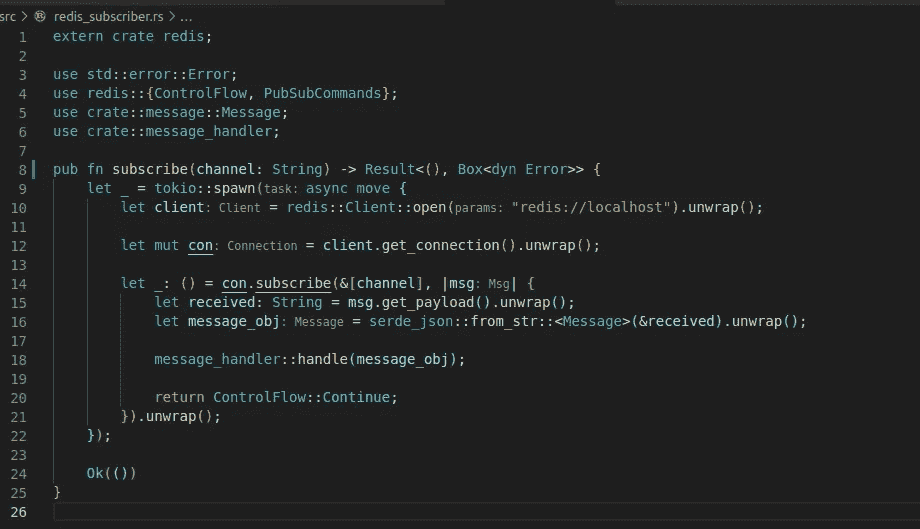 src > redis_subscriber.rs > ...
1 extern crate redis;
2
3 use std::error::Error;
4 use redis::{ControlFlow, PubSubCommands};
5 use crate::message::Message;
6 use crate::message_handler;
7
8 pub fn subscribe(channel: String) -> Result<(), Box<dyn Error>> {
9 let _ = tokio::spawn(task: async move {
10 let client: Client = redis::Client::open(params: "redis://localhost").unwrap();
11
12 let mut con: Connection = client.get_connection().unwrap();
13
14 let _: () = con.subscribe(&[channel], |msg: Msg| {
15 let received: String = msg.get_payload().unwrap();
16 let message_obj: Message = serde_json::from_str::<Message>(&received).unwrap();
17
18 message_handler::handle(message_obj);
19
20 return ControlFlow::Continue;
21 }).unwrap();
22 });
23
24 Ok(())
25 }
26